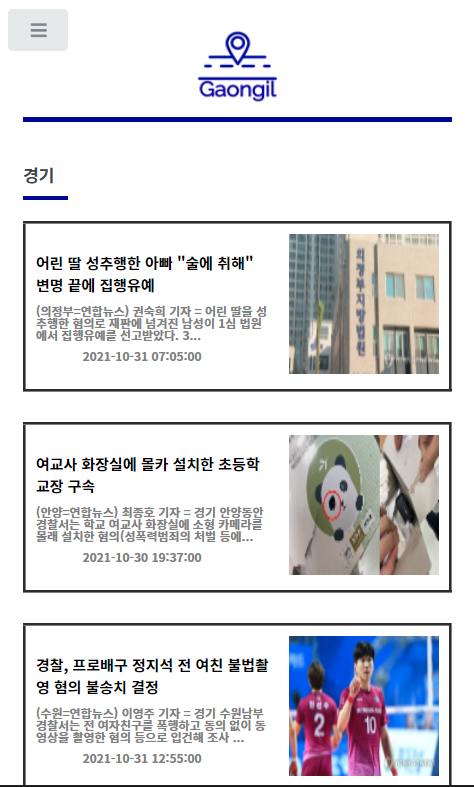 Gaongil
경기
어린 딸 성추행한 아빠 "술에 취해"
변명 끝에 집행유예
(의정부=연합뉴스) 권숙희 기자 = 어린 딸을 성
추행한 혐의로 재판에 넘겨진 남성이 1심 법원
에서 집행유예를 선고받았다. 3...
2021-10-31 07:05:00
의정부지방법원
여교사 화장실에 몰카 설치한 초등학
교장 구속
(안양=연합뉴스) 최종호 기자 = 경기 안양동안
경찰서는 학교 여교사 화장실에 소형 카메라를
몰래 설치한 혐의(성폭력범죄의 처벌 등에...
2021-10-30 19:37:00
경찰, 프로배구 정지석 전 여친 불법촬
영 혐의 불송치 결정
(수원=연합뉴스) 이영주 기자 = 경기 수원남부
경찰서는 전 여자친구를 폭행하고 동의 없이 동
영상을 촬영한 혐의 등으로 입건해 조사 ...
2021-10-31 12:55:00
한선수
2
10